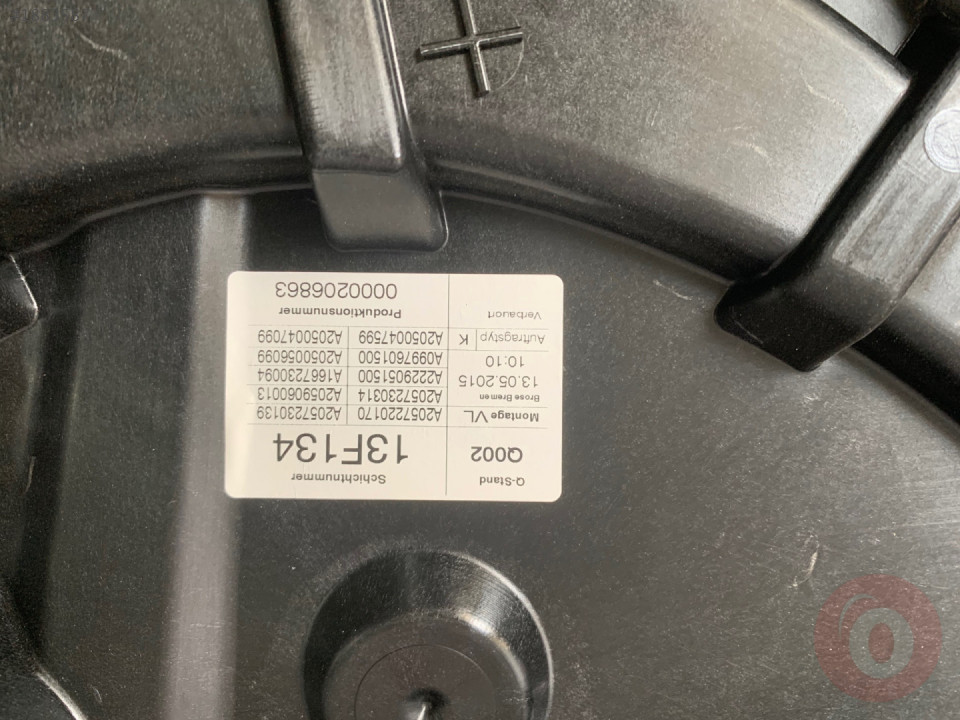 Q-Stand Schichtnummer
Q002 13F134
Montage VL A2057220170 A2057230139
Brose Bremen A2057230314 A2059060013
13.05.2015 A2229051500 A1667230094
10:10 A0997601500 A2050056099
Auftragstyp K A2050047599 A2050047099
Verbauort Produktionsnummer
0000206863